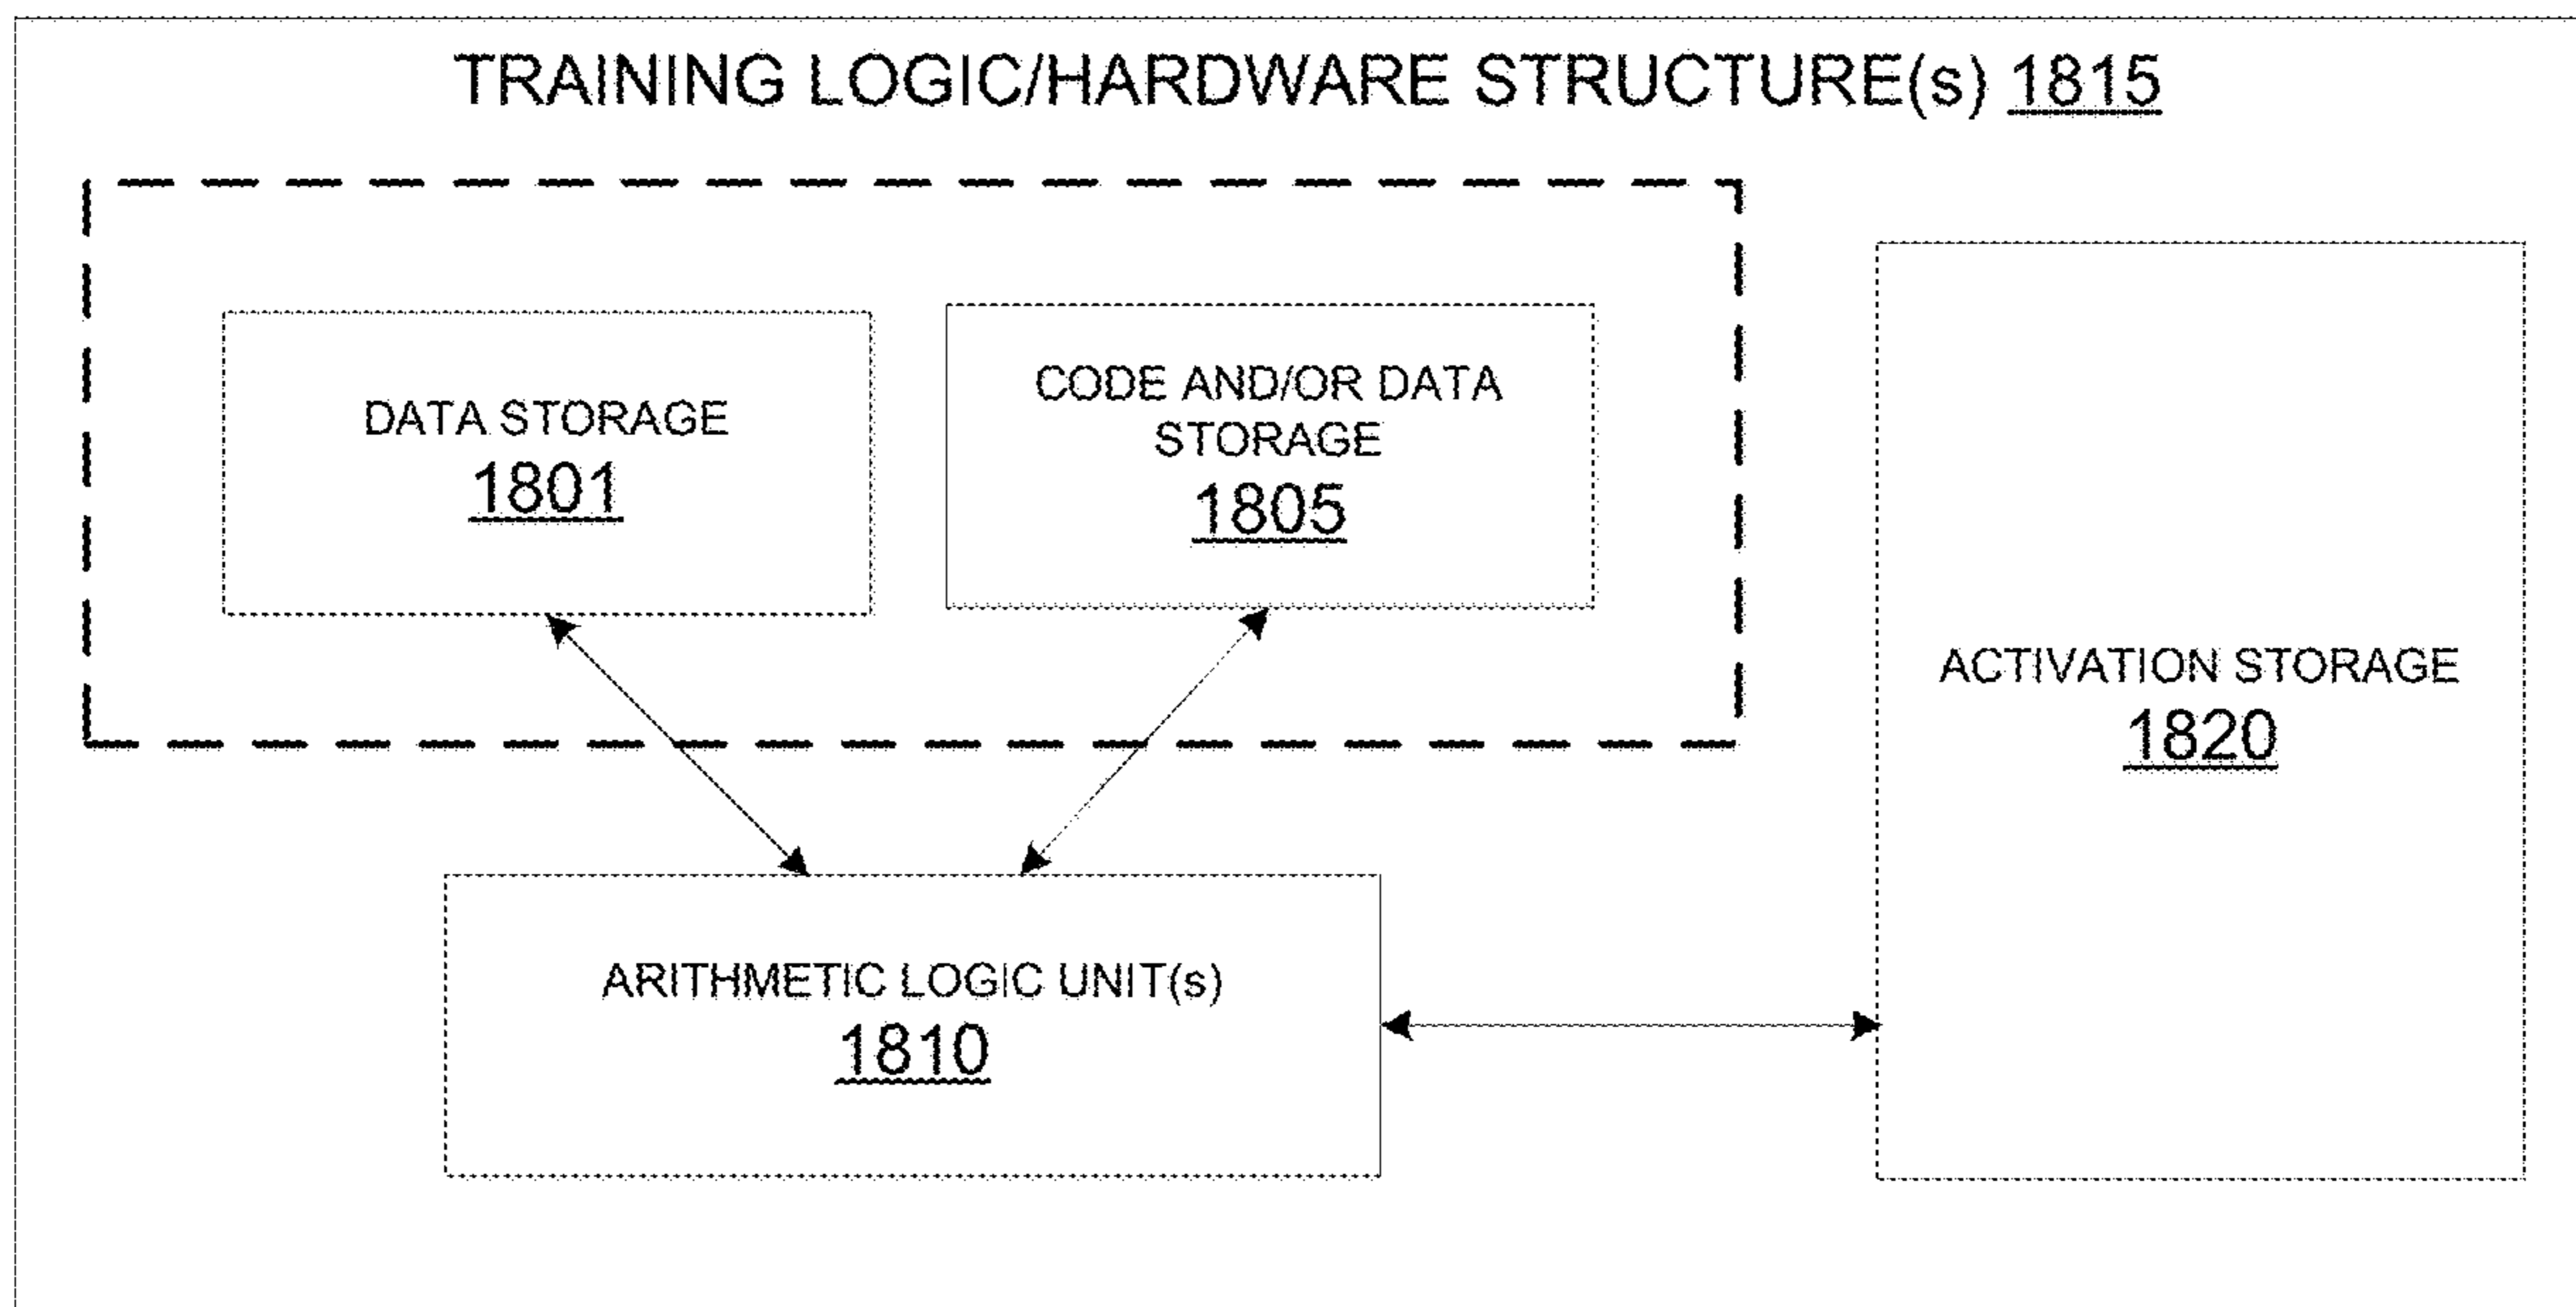 TRAINING LOGIC/HARDWARE STRUCTURE(s) 1815
DATA STORAGE
1801
CODE AND/OR DATA
STORAGE
1805
ACTIVATION STORAGE
1820
ARITHMETIC LOGIC UNIT(s)
1810